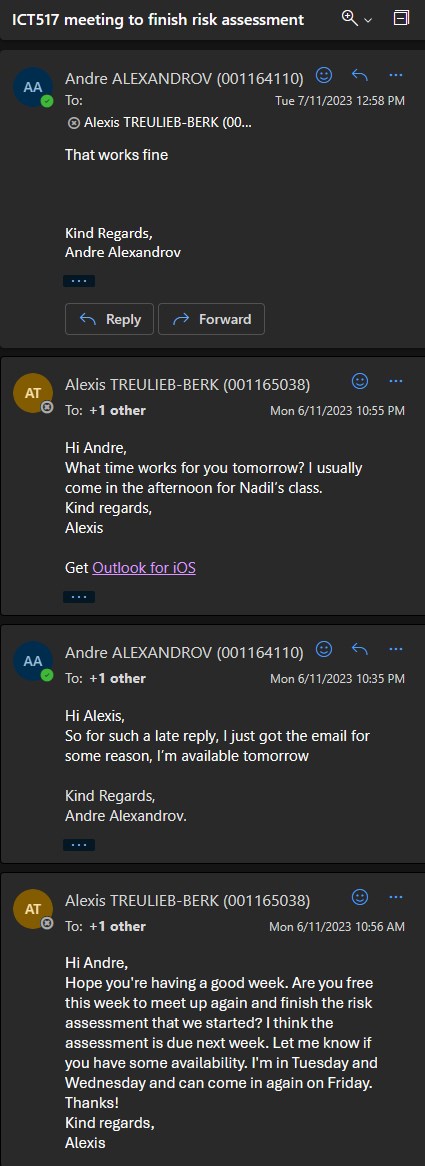 ICT517 meeting to finish risk assessment
AA
Andre ALEXANDROV (001164110)
To:
Tue 7/11/2023 12:58 PM
Alexis TREULIEB-BERK (00...
That works fine
Kind Regards,
Andre Alexandrov
...
Reply
Forward
AT
Alexis TREULIEB-BERK (001165038)
To: +1 other
Mon 6/11/2023 10:55 PM
Hi Andre,
What time works for you tomorrow? I usually
come in the afternoon for Nadil's class.
Kind regards,
Alexis
Get Outlook for iOS
...
AA
Andre ALEXANDROV (001164110)
To: +1 other
Mon 6/11/2023 10:35 PM
Hi Alexis,
So for such a late reply, I just got the email for
some reason, I'm available tomorrow
Kind Regards,
Andre Alexandrov.
...
AT
Alexis TREULIEB-BERK (001165038)
To: +1 other
Mon 6/11/2023 10:56 AM
Hi Andre,
Hope you're having a good week. Are you free
this week to meet up again and finish the risk
assessment that we started? I think the
assessment is due next week. Let me know if
you have some availability. I'm in Tuesday and
Wednesday and can come in again on Friday.
Thanks!
Kind regards,
Alexis